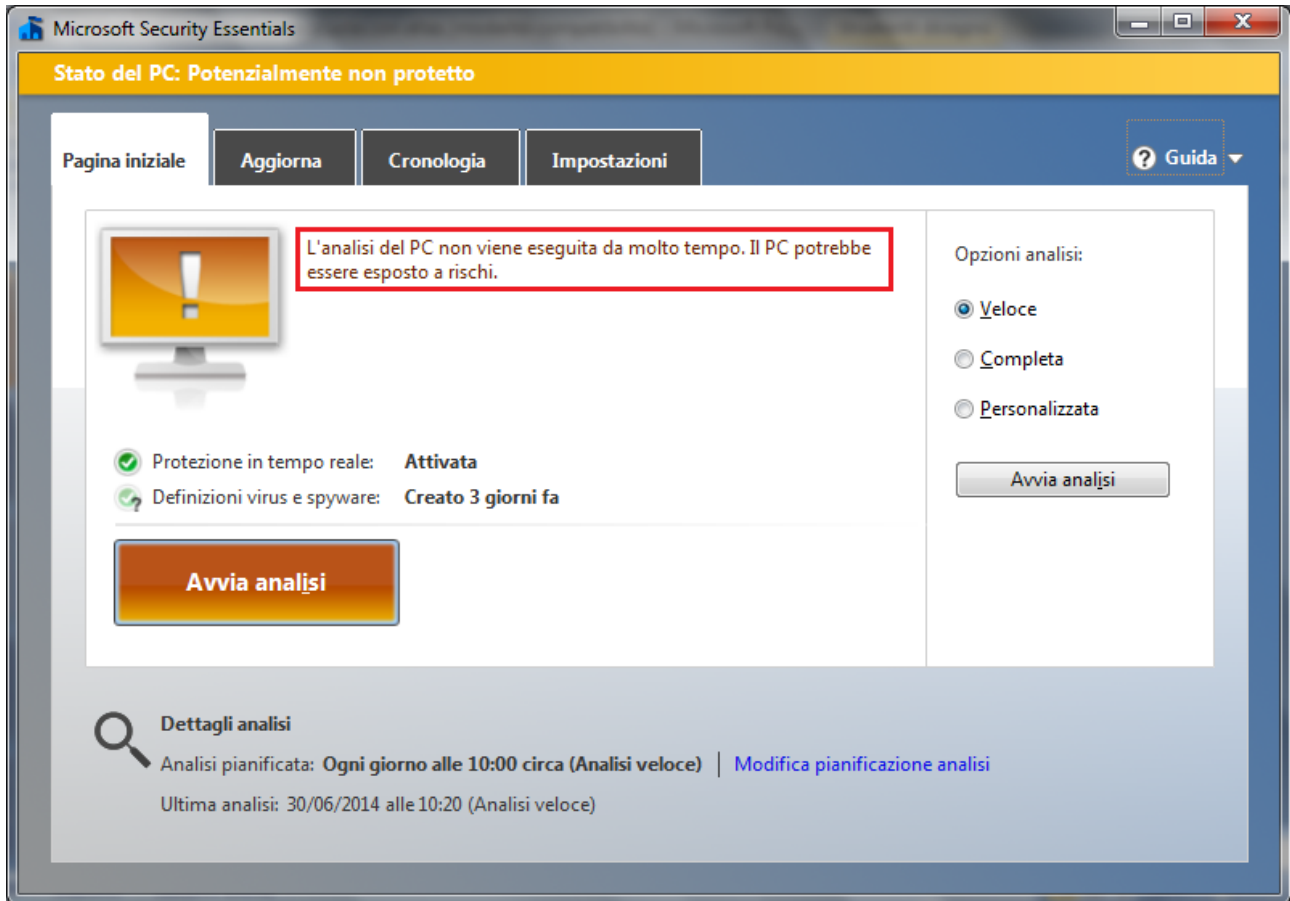 Microsoft Security Essentials
Stato del PC: Potenzialmente non protetto
Pagina iniziale
Aggiorna
Cronologia
Impostazioni
? Guida
L'analisi del PC non viene eseguita da molto tempo. Il PC potrebbe
essere esposto a rischi.
Protezione in tempo reale: Attivata
Definizioni virus e spyware: Creato 3 giorni fa
Avvia analisi
Opzioni analisi:
Veloce
Completa
Personalizzata
Avvia analisi
Dettagli analisi
Analisi pianificata: Ogni giorno alle 10:00 circa (Analisi veloce) | Modifica pianificazione analisi
Ultima analisi: 30/06/2014 alle 10:20 (Analisi veloce)